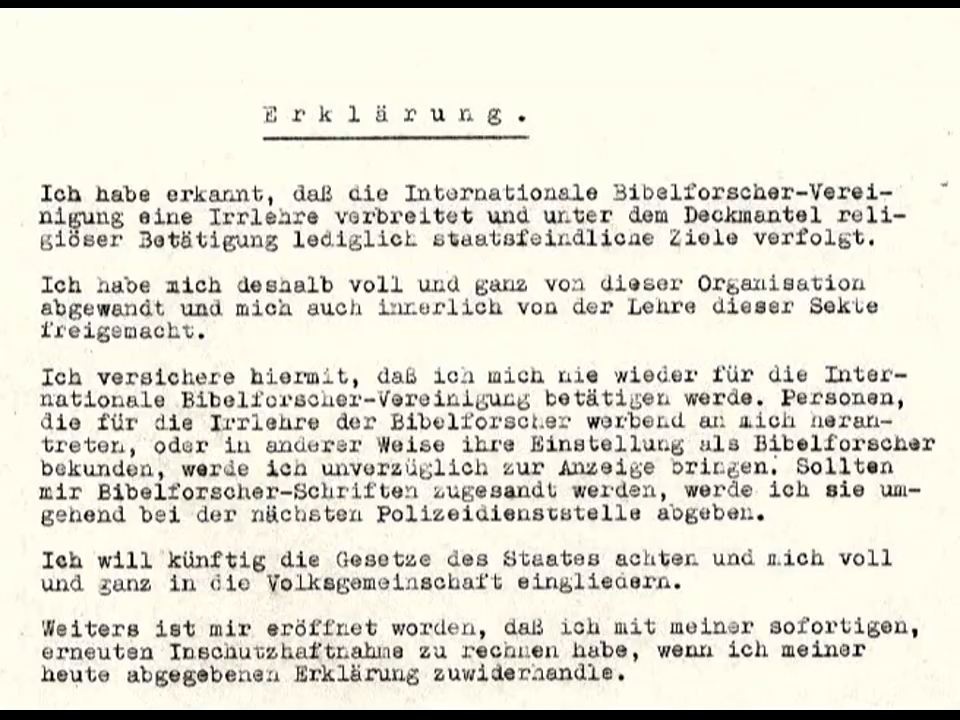 E r k l ä r u n g .
Ich habe erkannt, daß die Internationale Bibelforscher-Verei-
nigung eine Irrlehre verbreitet und unter dem Deckmantel reli-
giöser Betätigung lediglich staatsfeindliche Ziele verfolgt.
Ich habe mich deshalb voll und ganz von dieser Organisation
abgewandt und mich auch innerlich von der Lehre dieser Sekte
freigemacht.
Ich versichere hiermit, daß ich mich nie wieder für die Inter-
nationale Bibelforscher-Vereinigung betätigen werde. Personen,
die für die Irrlehre der Bibelforscher werbend an mich heran-
treten, oder in anderer Weise ihre Einstellung als Bibelforscher
bekunden, werde ich unverzüglich zur Anzeige bringen. Sollten
mir Bibelforscher-Schriften zugesandt werden, werde ich sie um-
gehend bei der nächsten Polizeidienststelle abgeben.
Ich will künftig die Gesetze des Staates achten und mich voll
und ganz in die Volksgemeinschaft eingliedern.
Weiters ist mir eröffnet worden, daß ich mit meiner sofortigen,
erneuten Inschutzhaftnahme zu rechnen habe, wenn ich meiner
heute abgegebenen Erklärung zuwiderhandle.